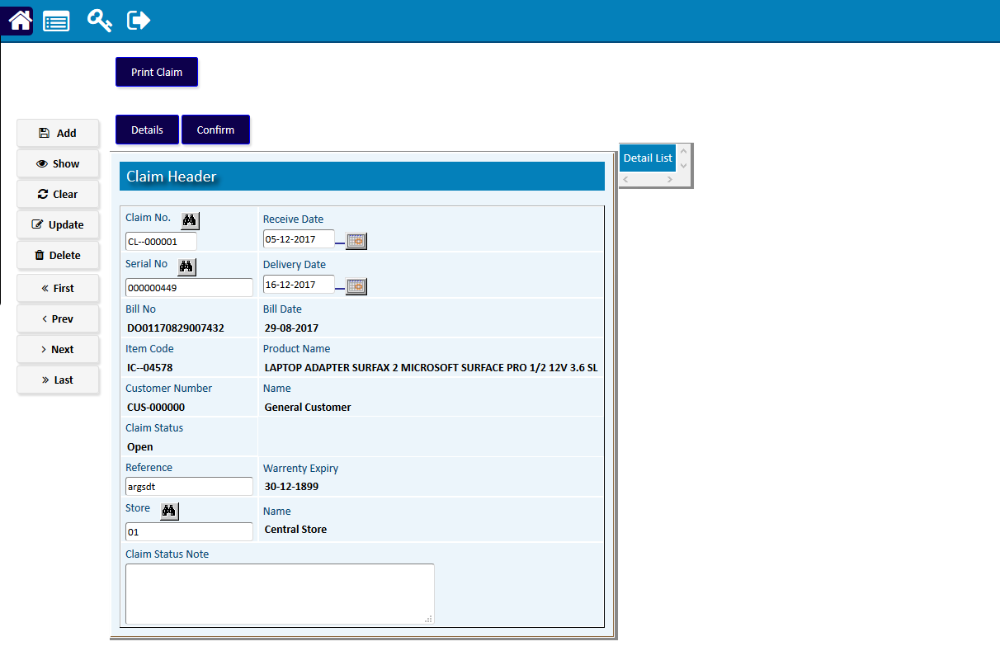 Print Claim
Details Confirm
Add
Show
Clear
Update
Delete
First
Prev
Next
Last
Claim Header
Detail List
Claim No. Receive Date
CL--000001 05-12-2017
Serial No Delivery Date
000000449 16-12-2017
Bill No Bill Date
DO01170829007432 29-08-2017
Item Code Product Name
IC--04578 LAPTOP ADAPTER SURFAX 2 MICROSOFT SURFACE PRO 1/2 12V 3.6 SL
Customer Number Name
CUS-000000 General Customer
Claim Status
Open
Reference Warrenty Expiry
argsdt 30-12-1899
Store Name
01 Central Store
Claim Status Note